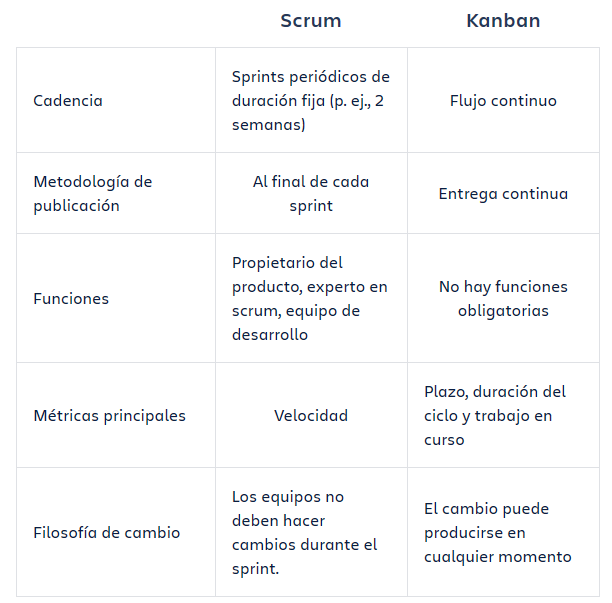 Scrum Kanban
Cadencia
Sprints periódicos de
duración fija (p. ej., 2
semanas)
Flujo continuo
Metodología de
publicación
Al final de cada
sprint
Entrega continua
Funciones
Propietario del
producto, experto en
scrum, equipo de
desarrollo
No hay funciones
obligatorias
Métricas principales
Velocidad
Plazo, duración del
ciclo y trabajo en
curso
Filosofía de cambio
Los equipos no
deben hacer
cambios durante el
sprint.
El cambio puede
producirse en
cualquier momento